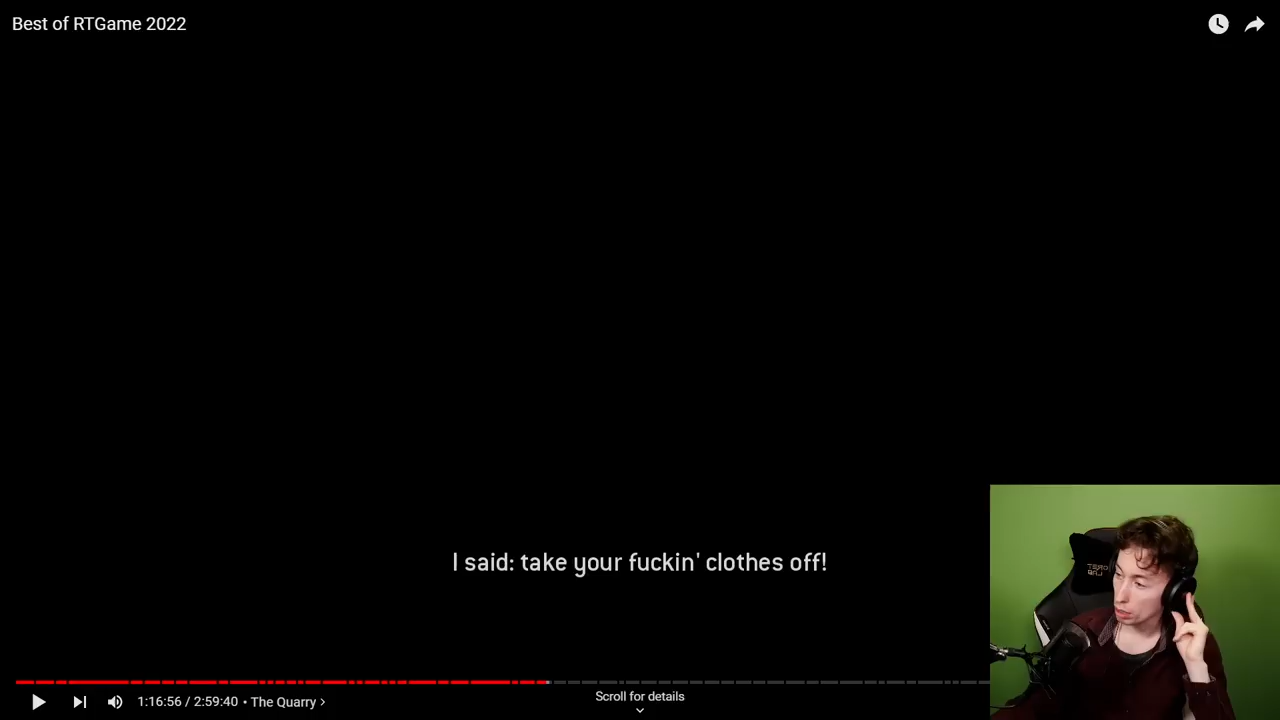 Best of RTGame 2022
I said: take your fuckin' clothes off!
1:16:56 / 2:59:40 • The Quarry ›
Scroll for details